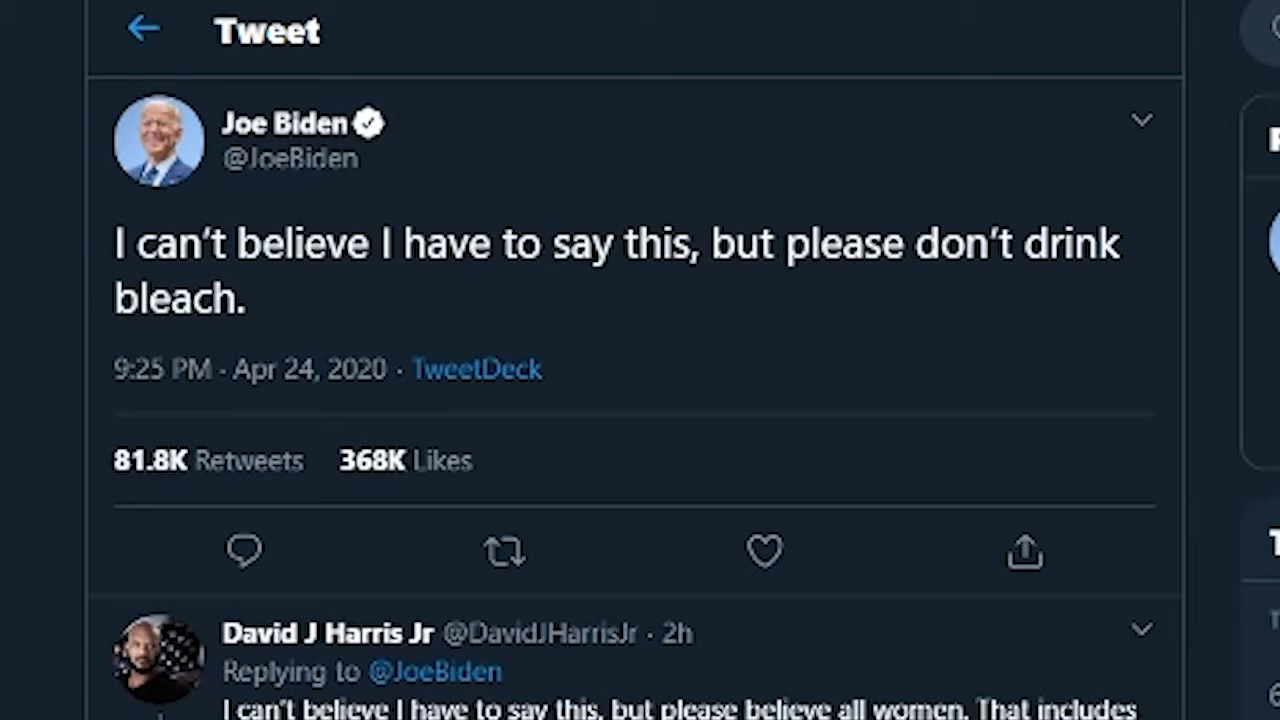 Tweet
Joe Biden
@JoeBiden
I can't believe I have to say this, but please don't drink
bleach.
9:25 PM · Apr 24, 2020 · TweetDeck
81.8K Retweets 368K Likes
David J Harris Jr @DavidJHarrisJr · 2h
Replying to @JoeBiden
I can't believe I have to say this, but please believe all women. That includes